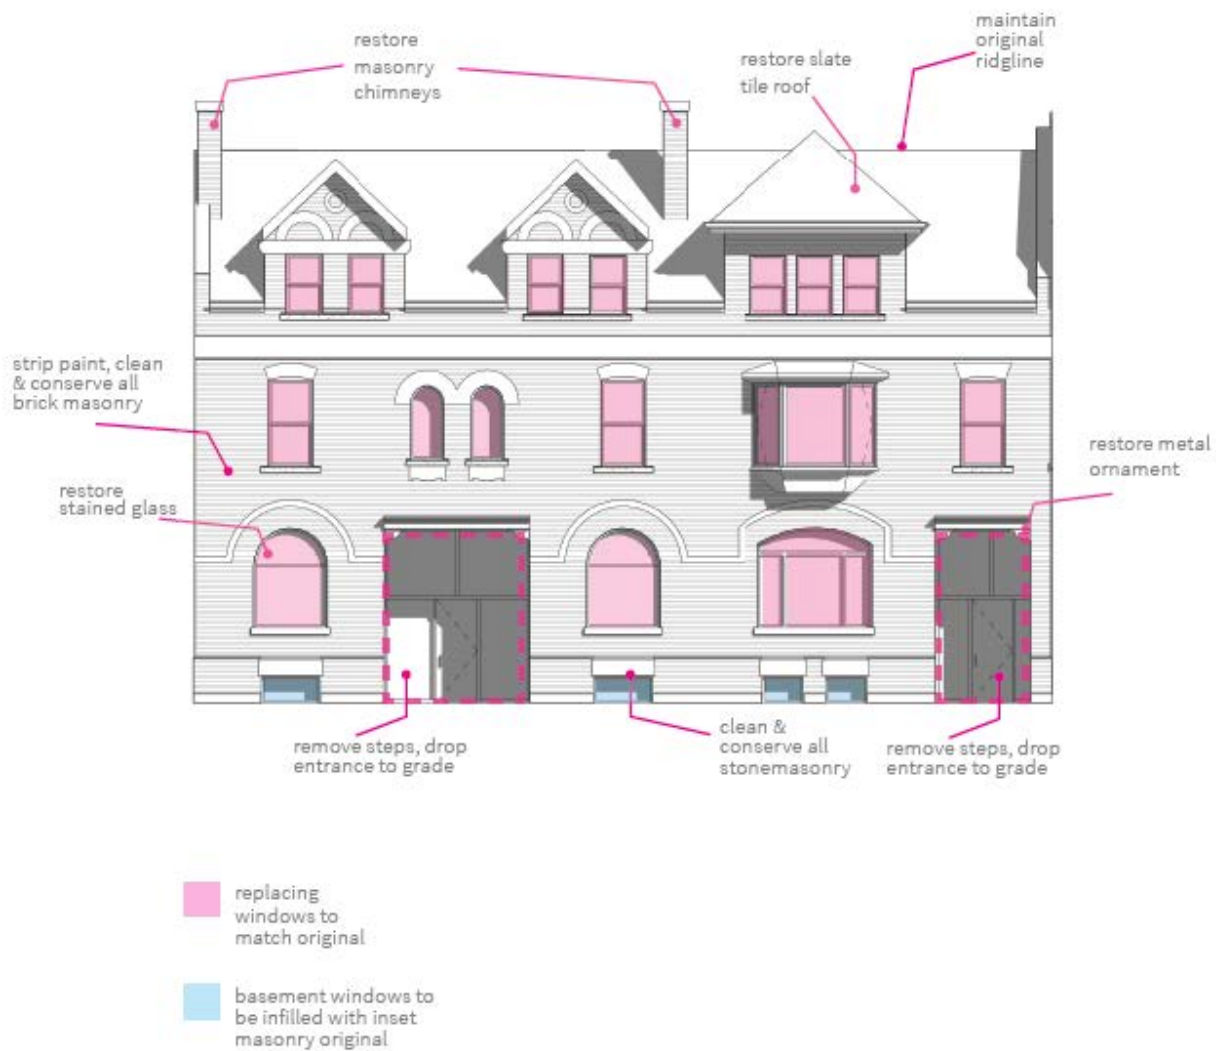 restore
masonry
chimneys
restore slate
tile roof
maintain
original
ridgline
strip paint, clean
& conserve all
brick masonry
restore
stained glass
restore metal
ornament
remove steps, drop
entrance to grade
clean &
conserve all
stonemasonry
remove steps, drop
entrance to grade
replacing
windows to
match original
basement windows to
be infilled with inset
masonry original